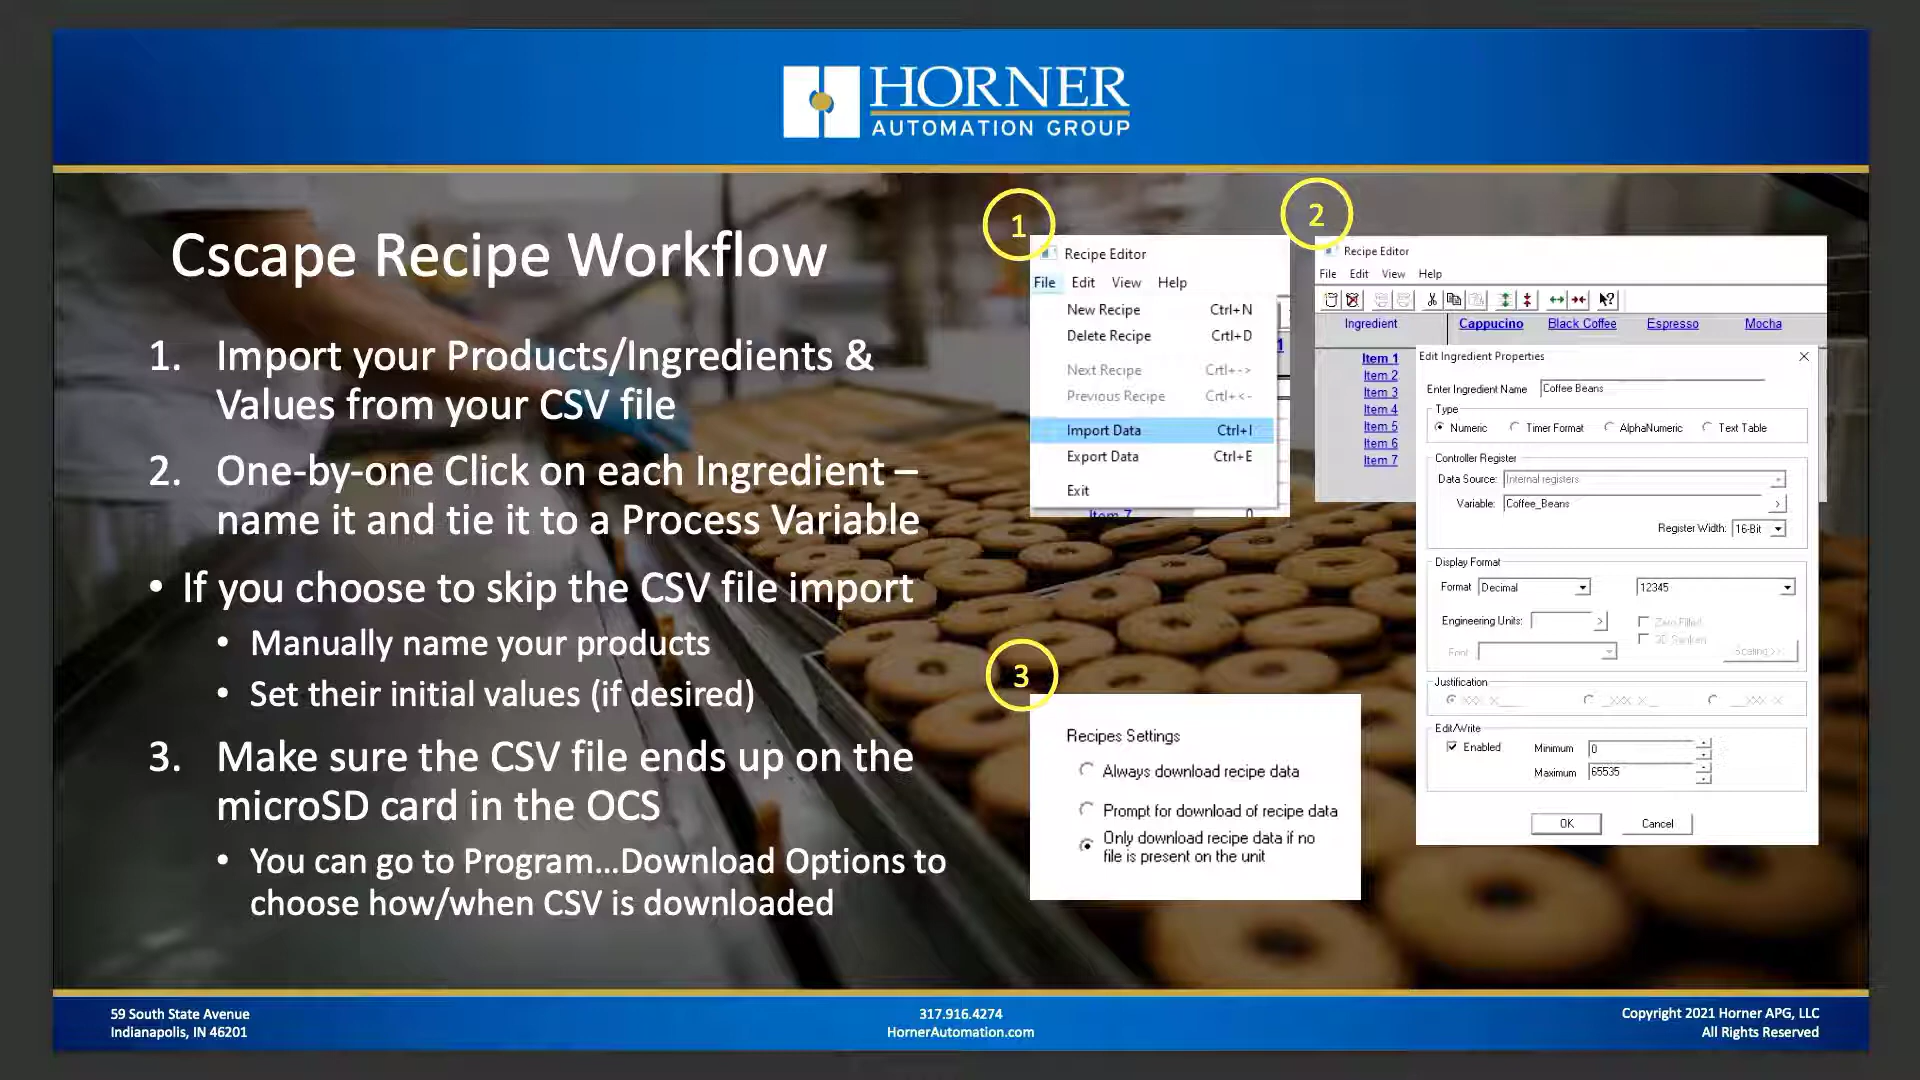 HORNER
AUTOMATION GROUP
Cscape Recipe Workflow
1. Import your Products/Ingredients &
Values from your CSV file
2. One-by-one Click on each Ingredient –
name it and tie it to a Process Variable
• If you choose to skip the CSV file import
• Manually name your products
• Set their initial values (if desired)
3. Make sure the CSV file ends up on the
microSD card in the OCS
• You can go to Program...Download Options to
choose how/when CSV is downloaded
1
Recipe Editor
File Edit View Help
New Recipe Ctrl+N
Delete Recipe Crtl+D
Next Recipe Crtl+->
Previous Recipe Crtl+<-
Import Data Ctrl+I
Export Data Ctrl+E
Exit
Item 7 0
2
Recipe Editor
File Edit View Help
Ingredient Cappucino Black Coffee Espresso Mocha
Item 1
Item 2
Item 3
Item 4
Item 5
Item 6
Item 7
Edit Ingredient Properties
Enter Ingredient Name Coffee Beans
Type
Numeric Timer Format AlphaNumeric Text Table
Controller Register
Data Source: Internal registers
Variable: Coffee_Beans >
Register Width: 16-Bit
Display Format
Format Decimal 12345
Engineering Units: >
Zero Filled
3D Sunken
Font
Scaling >>
Justification
Edit/Write
Enabled Minimum 0
Maximum 65535
OK Cancel
3
Recipes Settings
Always download recipe data
Prompt for download of recipe data
Only download recipe data if no
file is present on the unit
59 South State Avenue
Indianapolis, IN 46201
317.916.4274
HornerAutomation.com
Copyright 2021 Horner APG, LLC
All Rights Reserved